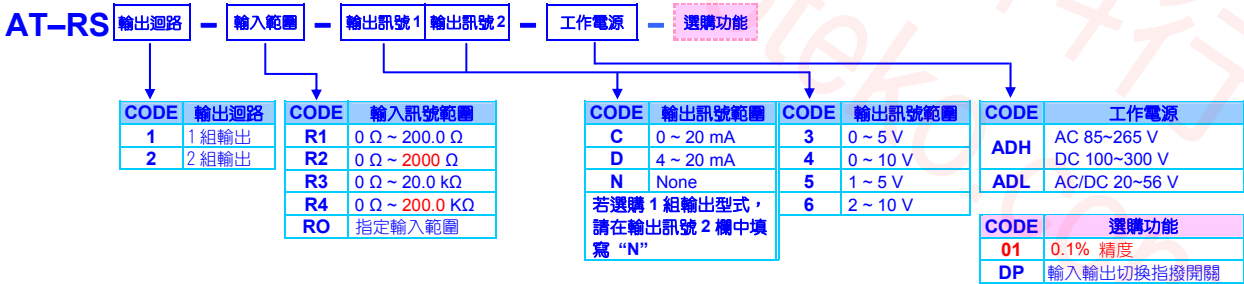 AT–RS 輸出迴路 – 輸入範圍 – 輸出訊號 1 輸出訊號 2 – 工作電源 – 選購功能
CODE 輸出迴路
1 1 組輸出
2 2 組輸出
CODE 輸入訊號範圍
R1 0 Ω ~ 200.0 Ω
R2 0 Ω ~ 2000 Ω
R3 0 Ω ~ 20.0 kΩ
R4 0 Ω ~ 200.0 KΩ
RO 指定輸入範圍
CODE 輸出訊號範圍
C 0 ~ 20 mA
D 4 ~ 20 mA
N None
若選購 1 組輸出型式，
請在輸出訊號 2 欄中填
寫 “N”
CODE 輸出訊號範圍
3 0 ~ 5 V
4 0 ~ 10 V
5 1 ~ 5 V
6 2 ~ 10 V
CODE 工作電源
ADH AC 85~265 V
DC 100~300 V
ADL AC/DC 20~56 V
CODE 選購功能
01 0.1% 精度
DP 輸入輸出切換指撥開關